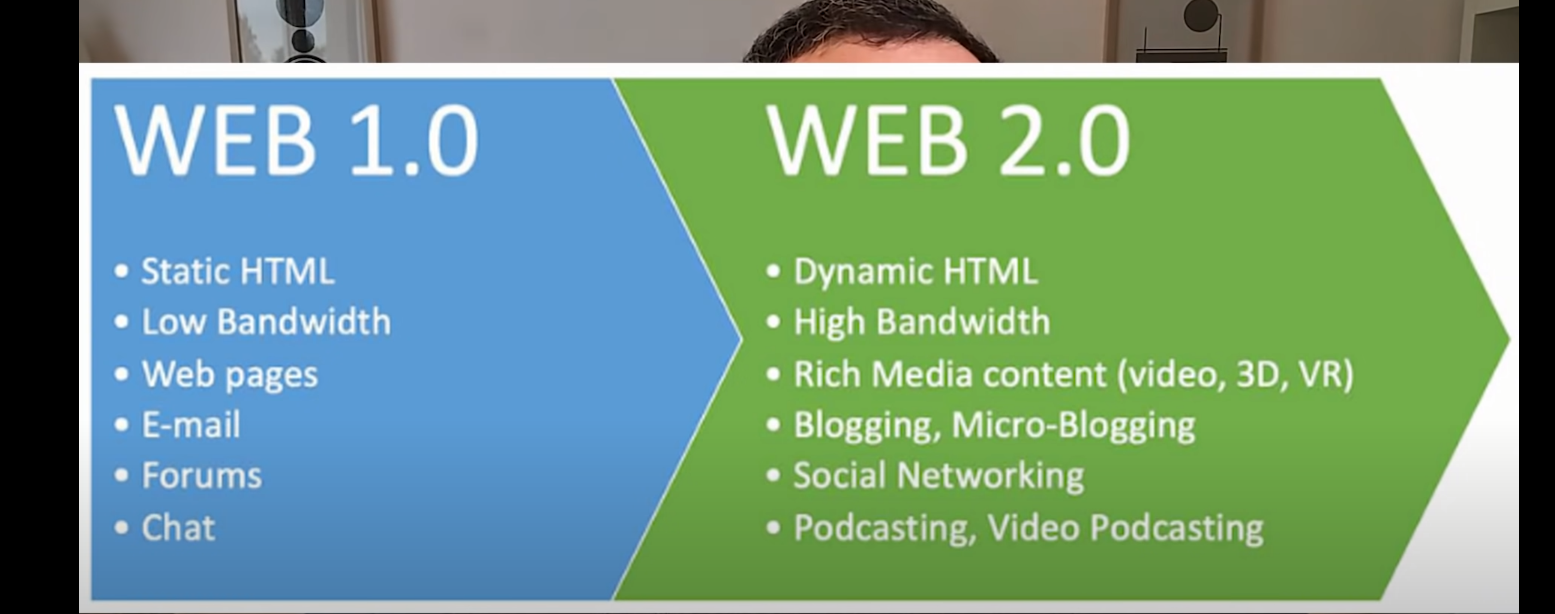 WEB 1.0
• Static HTML
• Low Bandwidth
• Web pages
• E-mail
• Forums
• Chat
WEB 2.0
• Dynamic HTML
• High Bandwidth
• Rich Media content (video, 3D, VR)
• Blogging, Micro-Blogging
• Social Networking
• Podcasting, Video Podcasting